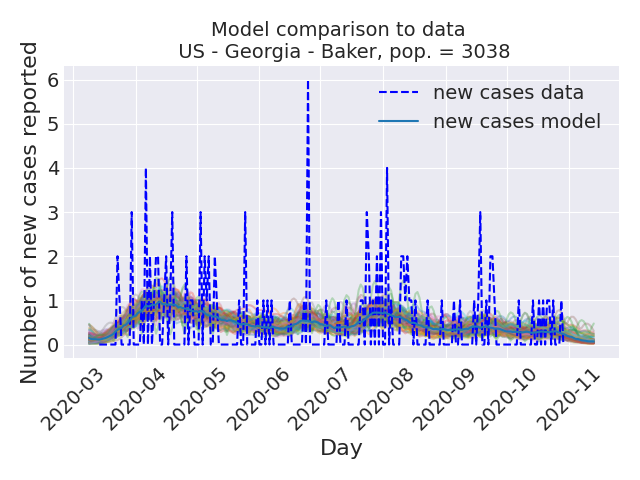 Model comparison to data
US - Georgia - Baker, pop. = 3038
Number of new cases reported
6
5
4
3
2
1
0
new cases data
new cases model
2020-03
2020-04
2020-05
2020-06
2020-07
2020-08
2020-09
2020-10
2020-11
Day